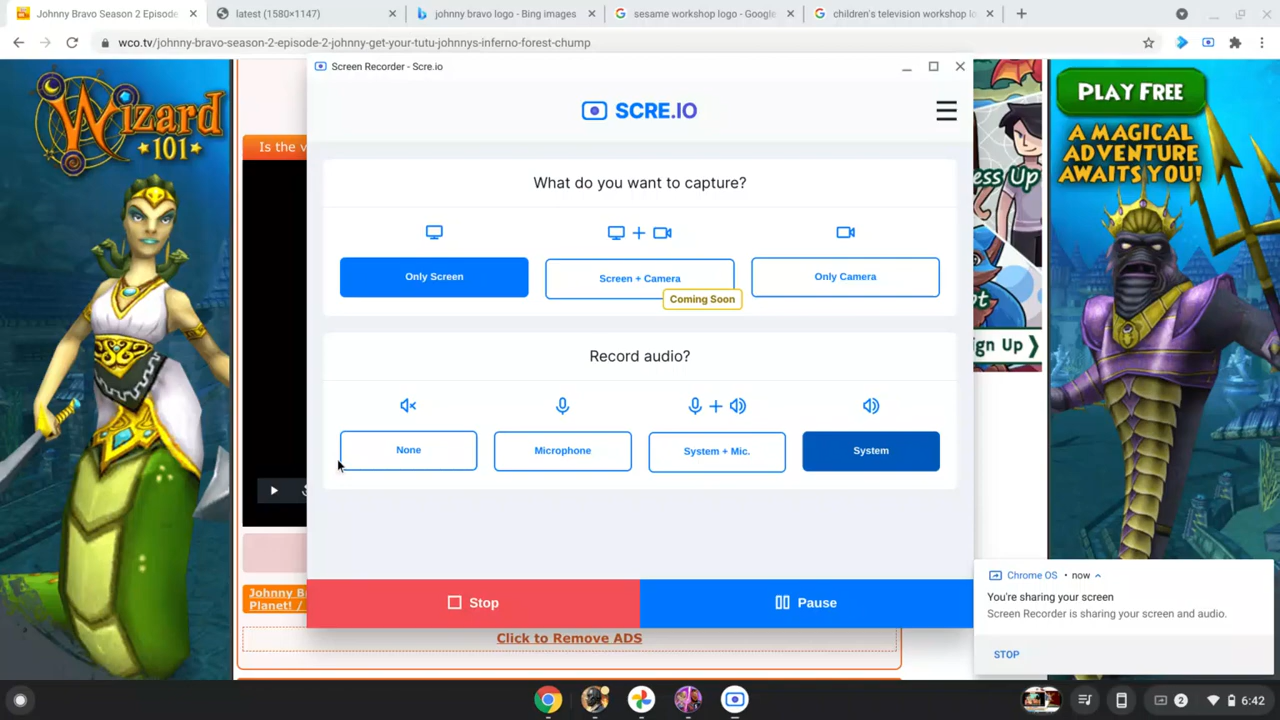 Johnny Bravo Season 2 Episode
latest (1580×1147)
johnny bravo logo - Bing images
sesame workshop logo - Google
children's television workshop lo
wco.tv/johnny-bravo-season-2-episode-2-johnny-get-your-tutu-johnnys-inferno-forest-chump
Screen Recorder - Scre.io
SCRE.IO
Wizard
101
PLAY FREE
A MAGICAL
ADVENTURE
AWAITS YOU!
Is the v
ess Up
pt
gn Up ❯
What do you want to capture?
Only Screen
Screen + Camera
Only Camera
Coming Soon
Record audio?
None
Microphone
System + Mic.
System
Stop
Pause
Johnny Br
Planet! /
Click to Remove ADS
Chrome OS • now
You're sharing your screen
Screen Recorder is sharing your screen and audio.
STOP
2
6:42